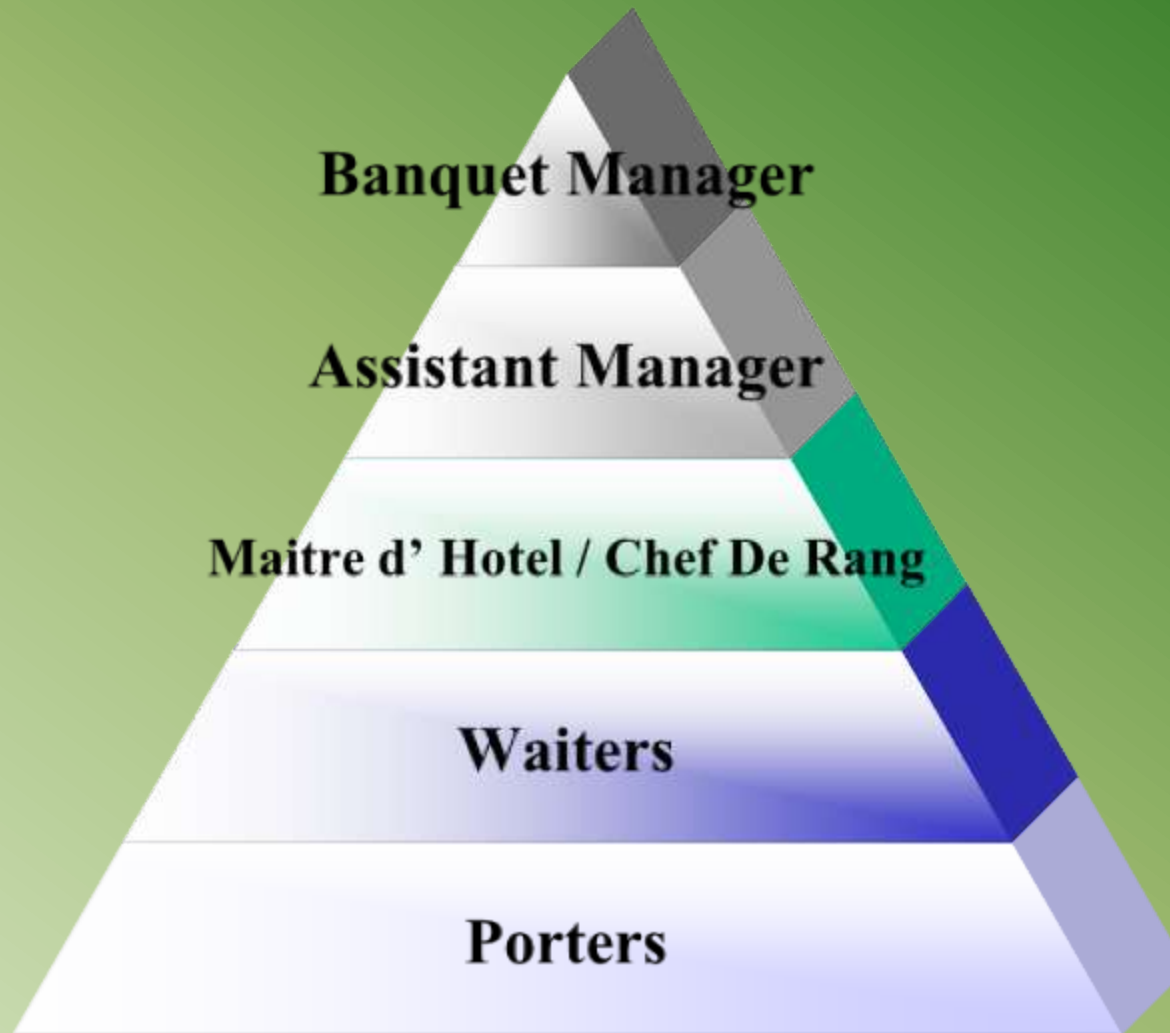 Banquet Manager
Assistant Manager
Maitre d’ Hotel / Chef De Rang
Waiters
Porters